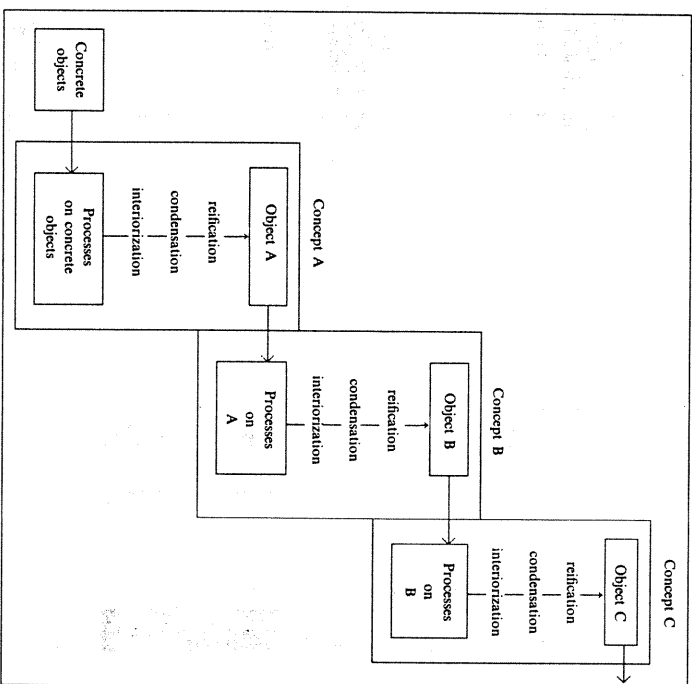 Concept C
Object C
reification
condensation
interiorization
Processes
on
B
Concept B
Object B
reification
condensation
interiorization
Processes
on
A
Concept A
Object A
reification
condensation
interiorization
Processes
on concrete
objects
Concrete
objects